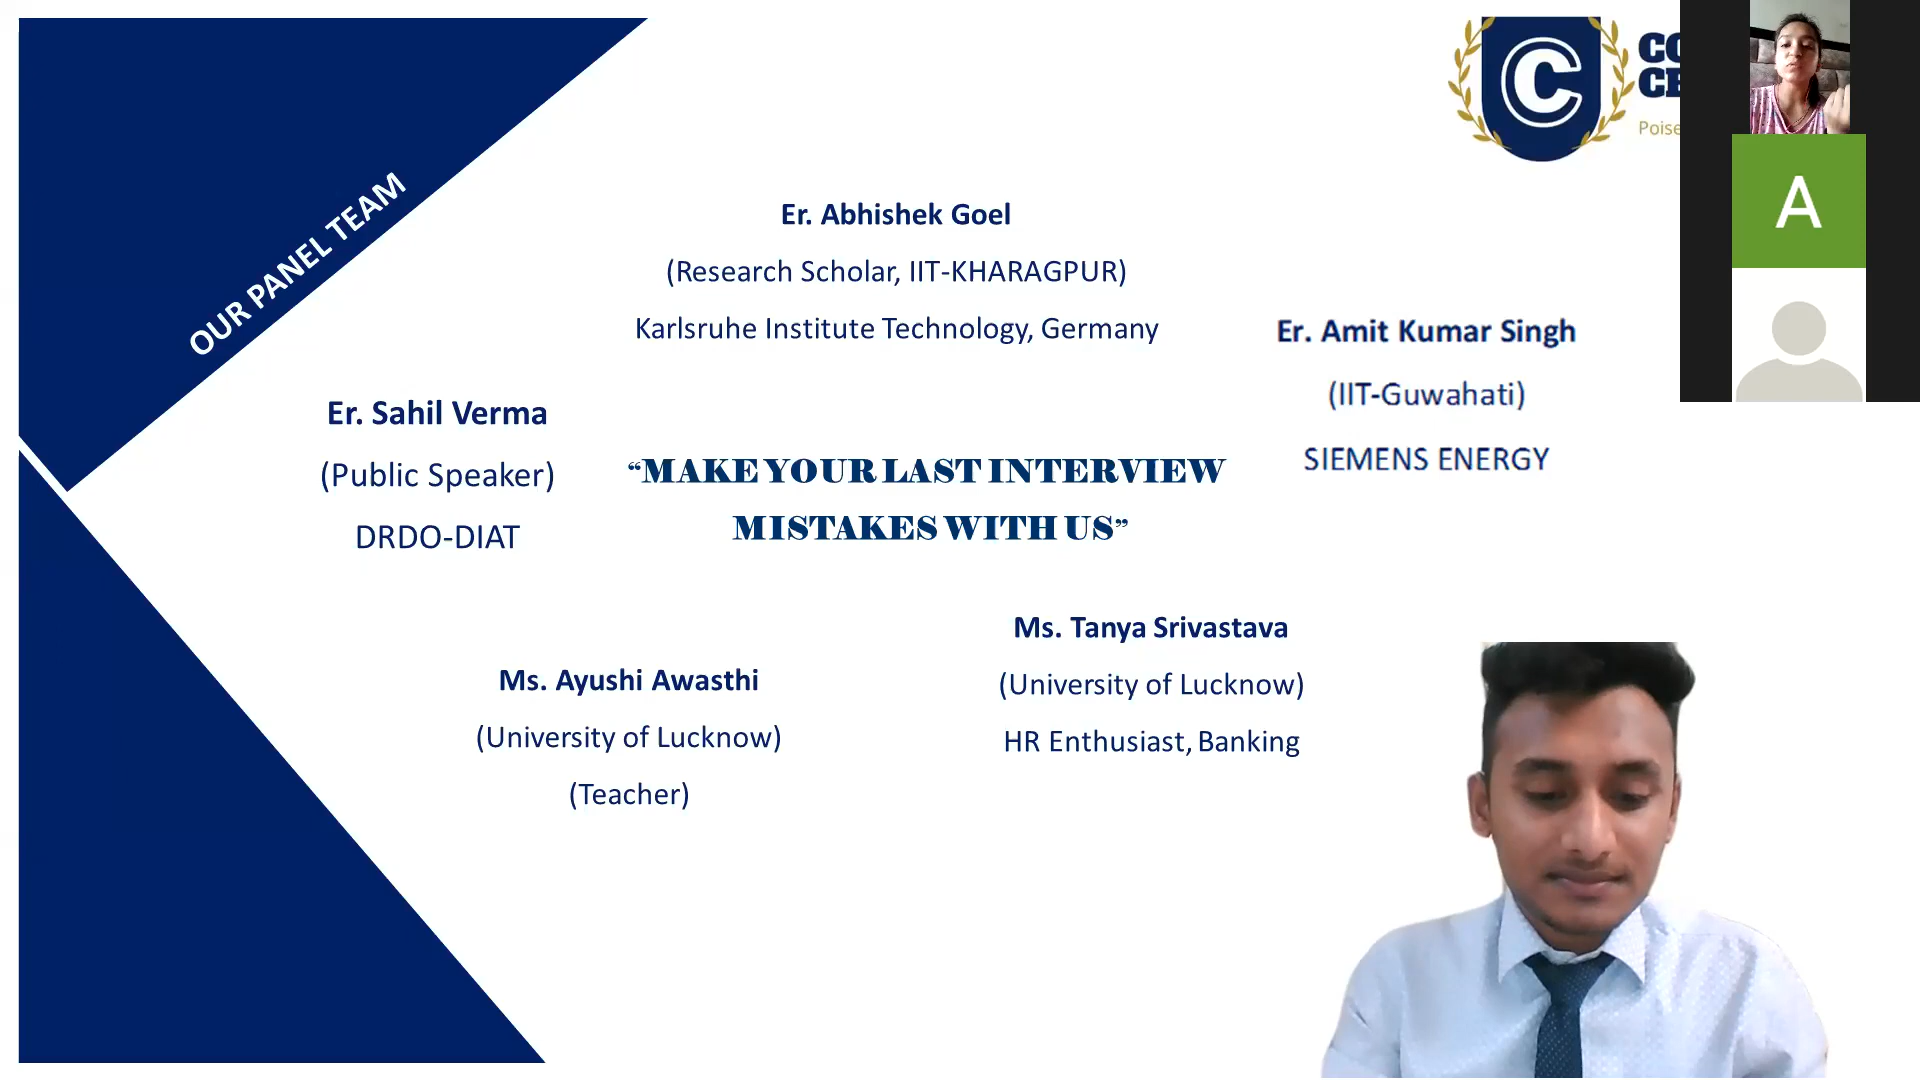 OUR PANEL TEAM
C
A
Er. Abhishek Goel
(Research Scholar, IIT-KHARAGPUR)
Karlsruhe Institute Technology, Germany
Er. Amit Kumar Singh
(IIT-Guwahati)
SIEMENS ENERGY
Er. Sahil Verma
(Public Speaker)
DRDO-DIAT
“MAKE YOUR LAST INTERVIEW
MISTAKES WITH US”
Ms. Tanya Srivastava
(University of Lucknow)
HR Enthusiast, Banking
Ms. Ayushi Awasthi
(University of Lucknow)
(Teacher)